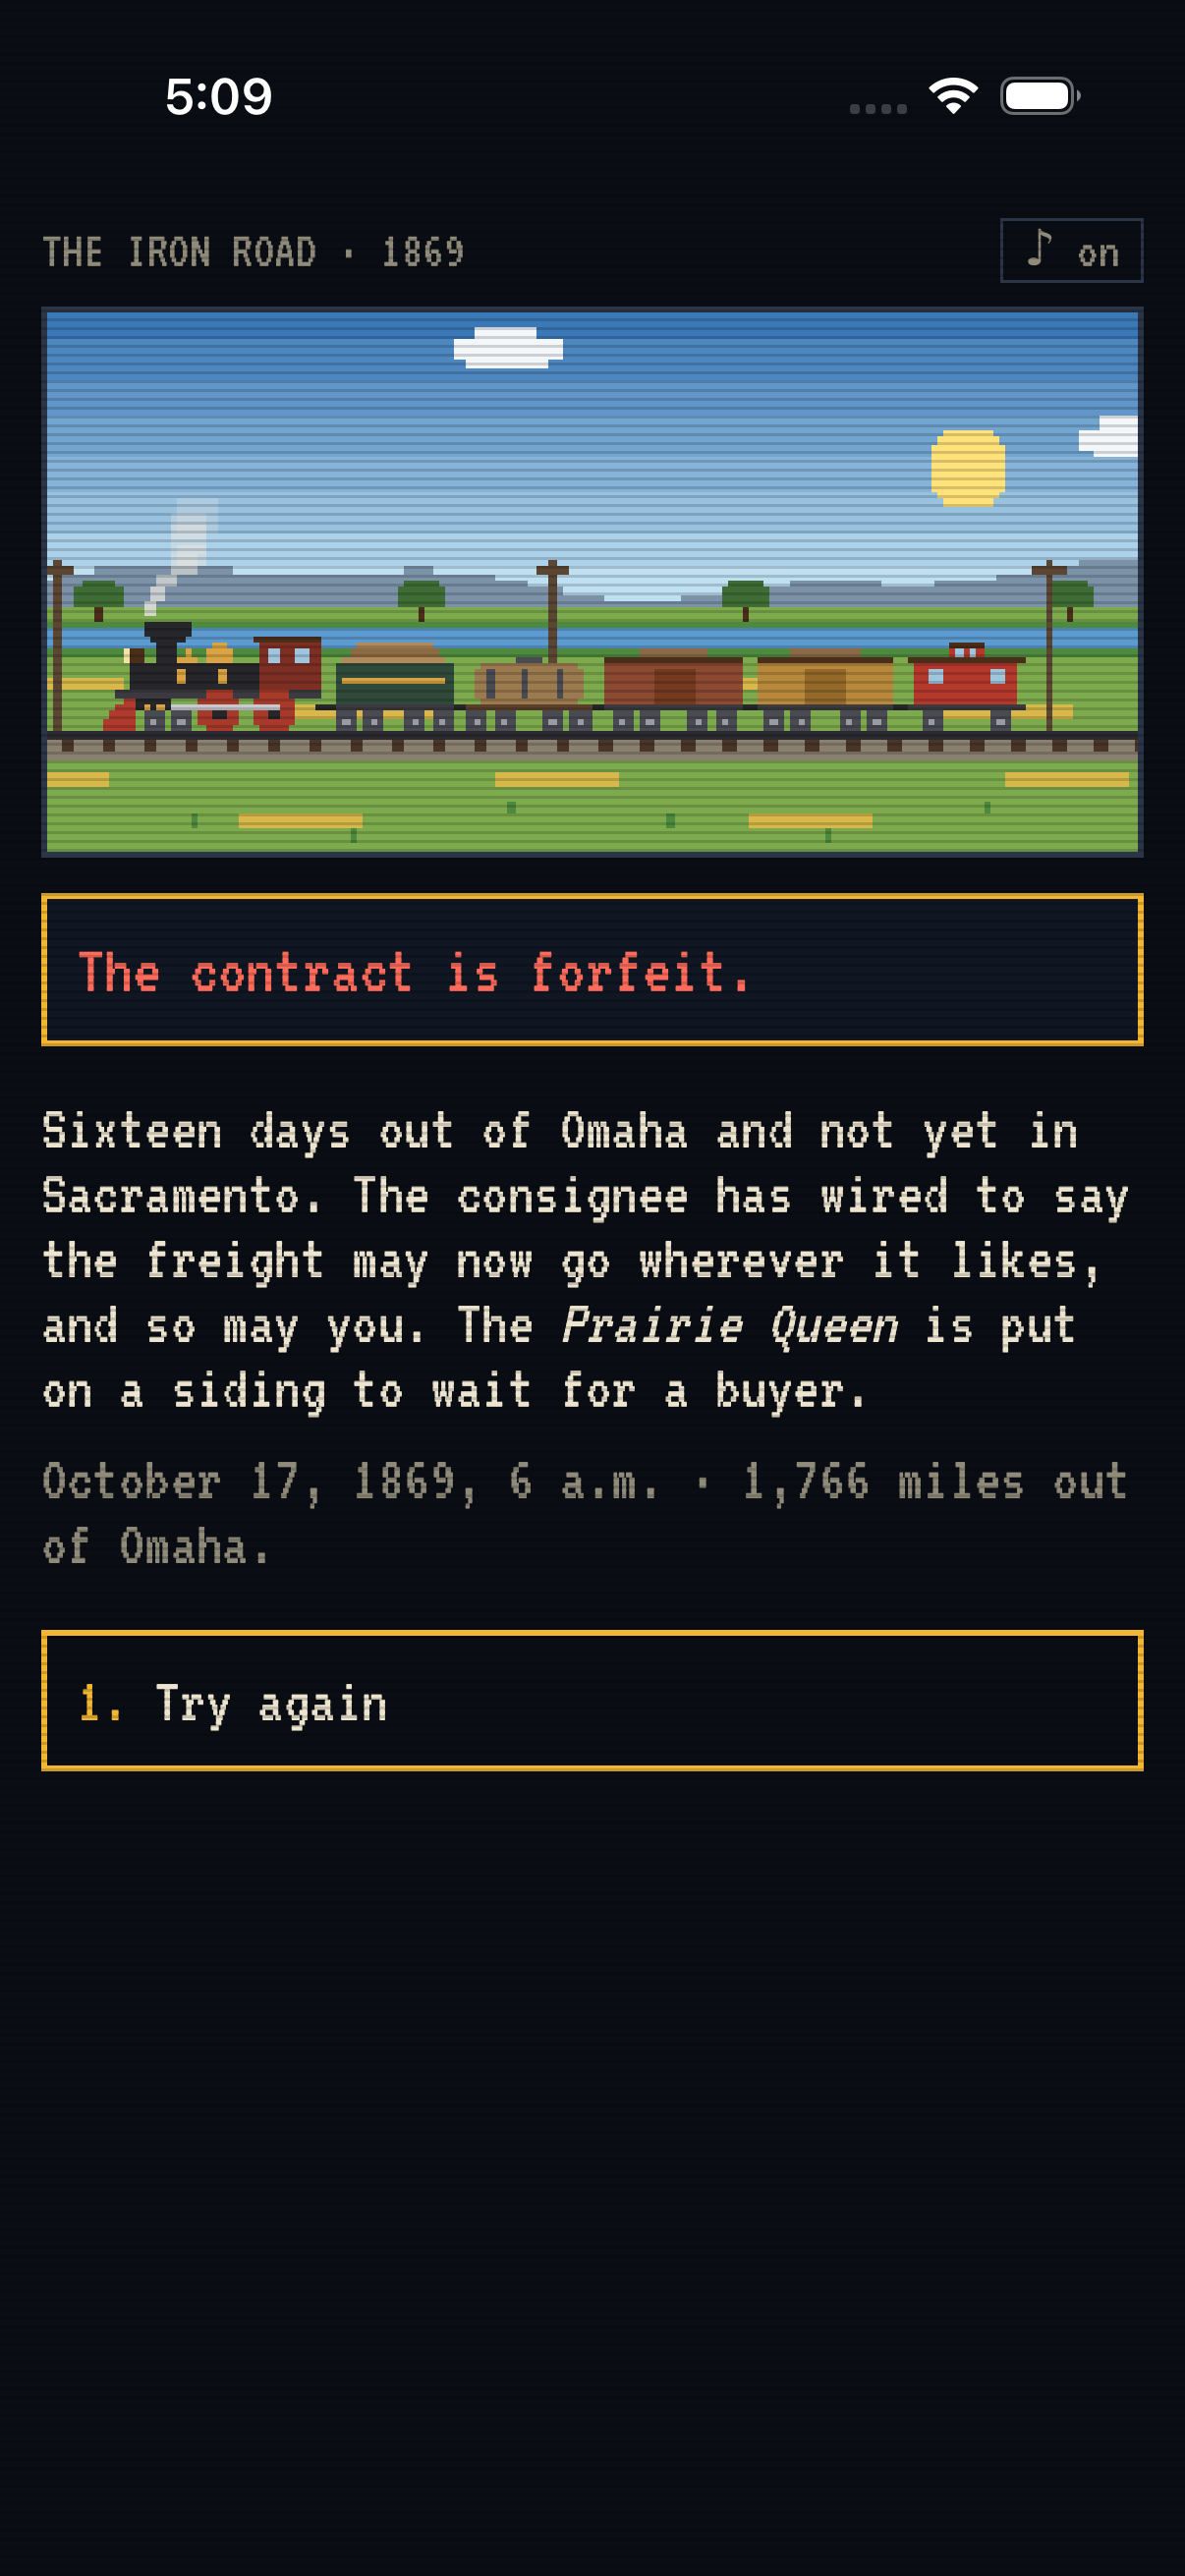 5:09
THE IRON ROAD · 1869
♪ on
The contract is forfeit.
Sixteen days out of Omaha and not yet in
Sacramento. The consignee has wired to say
the freight may now go wherever it likes,
and so may you. The Prairie Queen is put
on a siding to wait for a buyer.
October 17, 1869, 6 a.m. · 1,766 miles out
of Omaha.
1. Try again